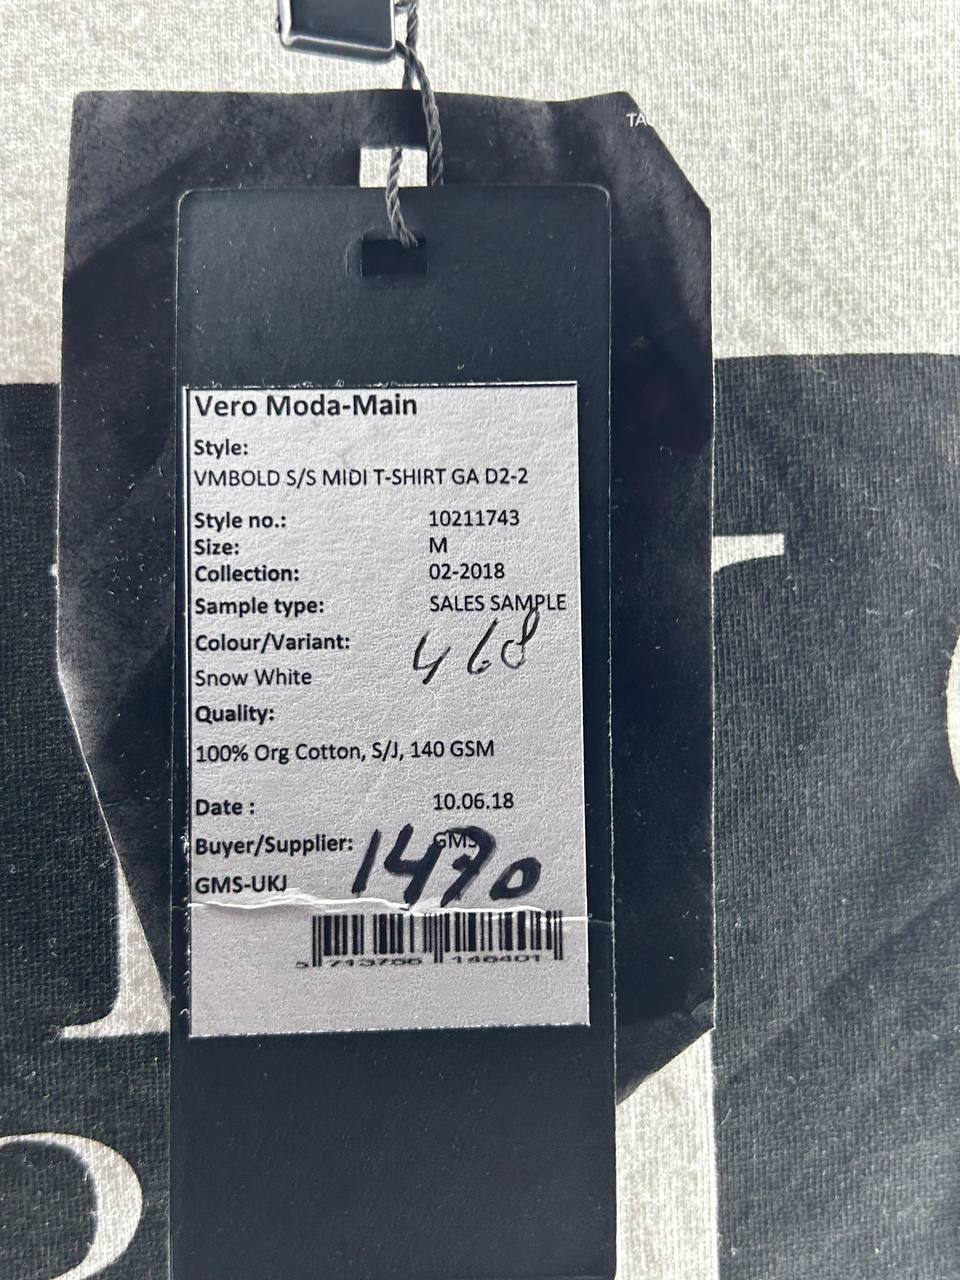 TAG
Vero Moda-Main
Style:
VMBOLD S/S MIDI T-SHIRT GA D2-2
Style no.: 10211743
Size: M
Collection: 02-2018
Sample type: SALES SAMPLE
Colour/Variant: 468
Snow White
Quality:
100% Org Cotton, S/J, 140 GSM
Date : 10.06.18
Buyer/Supplier: GMS
GMS-UKJ 1470